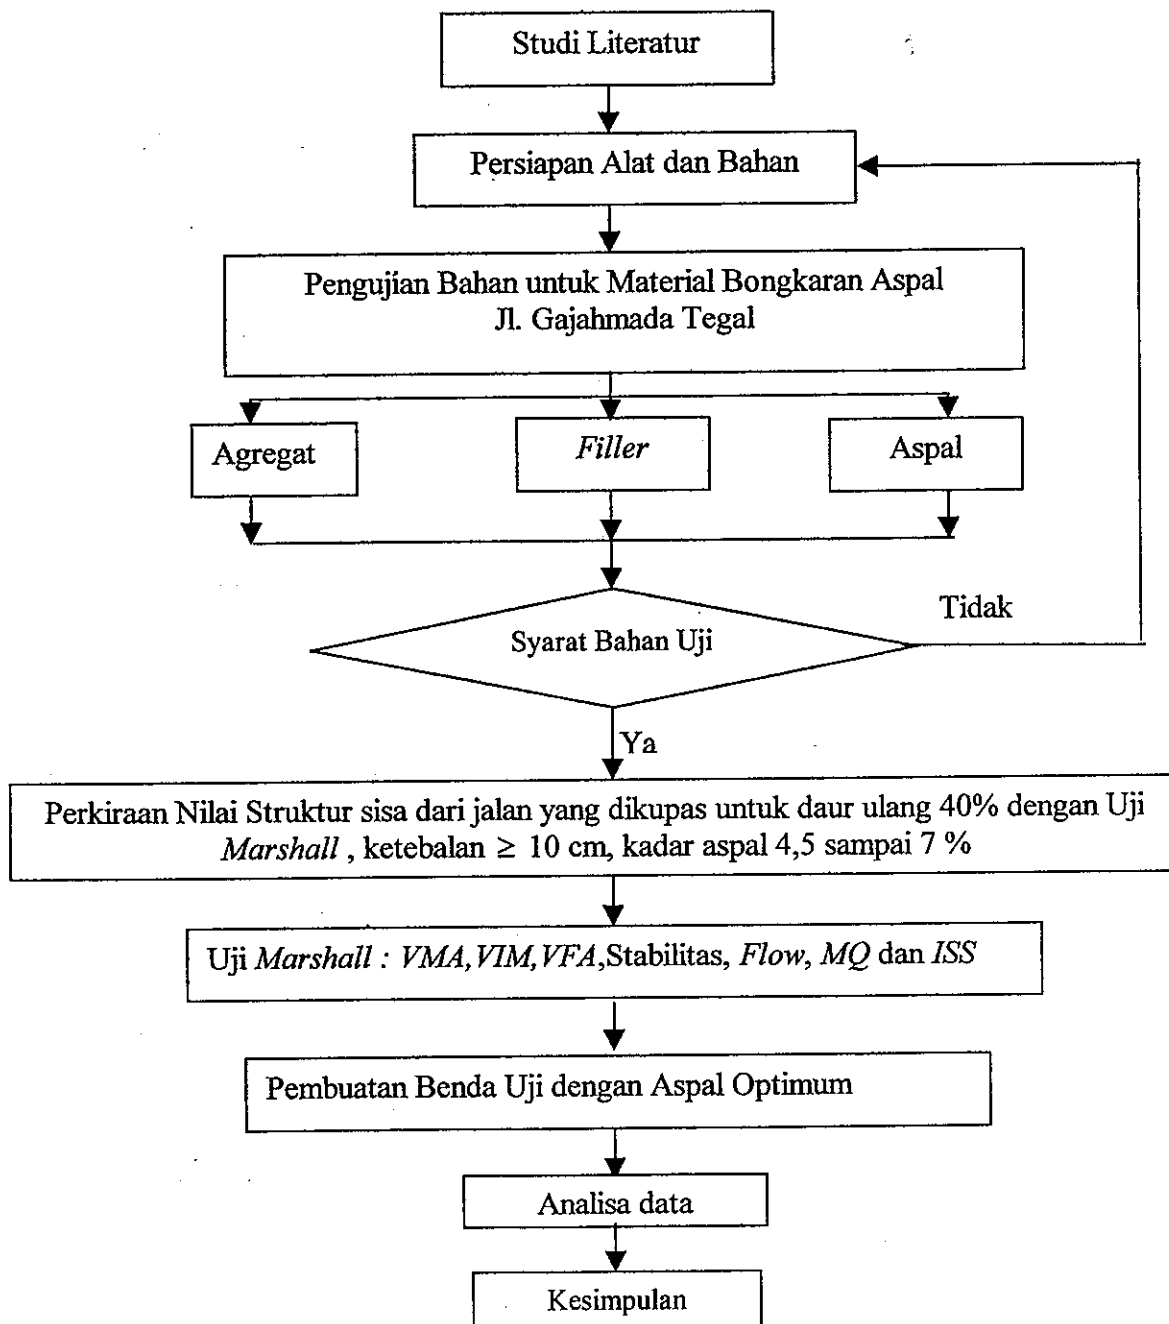 Studi Literatur
Persiapan Alat dan Bahan
Pengujian Bahan untuk Material Bongkaran Aspal
Jl. Gajahmada Tegal
Agregat
Filler
Aspal
Syarat Bahan Uji
Tidak
Ya
Perkiraan Nilai Struktur sisa dari jalan yang dikupas untuk daur ulang 40% dengan Uji
Marshall , ketebalan ≥ 10 cm, kadar aspal 4,5 sampai 7 %
Uji Marshall : VMA, VIM, VFA,Stabilitas, Flow, MQ dan ISS
Pembuatan Benda Uji dengan Aspal Optimum
Analisa data
Kesimpulan